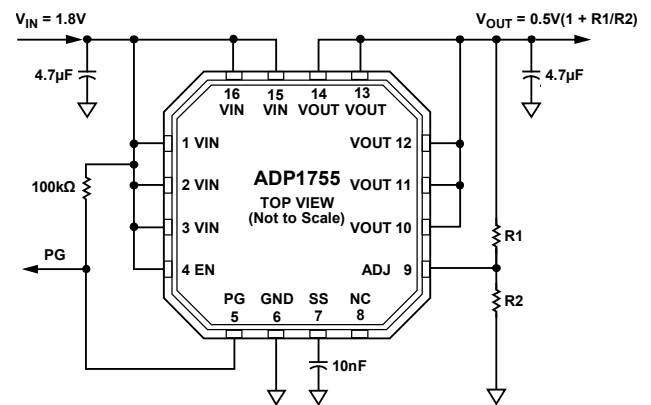 VIN = 1.8V
VOUT = 0.5V(1 + R1/R2)
4.7µF
4.7µF
16
VIN
15
VIN
14
VOUT
13
VOUT
1 VIN
2 VIN
3 VIN
4 EN
VOUT 12
VOUT 11
VOUT 10
ADJ 9
ADP1755
TOP VIEW
(Not to Scale)
100kΩ
PG
R1
R2
PG
5
GND
6
SS
7
NC
8
10nF